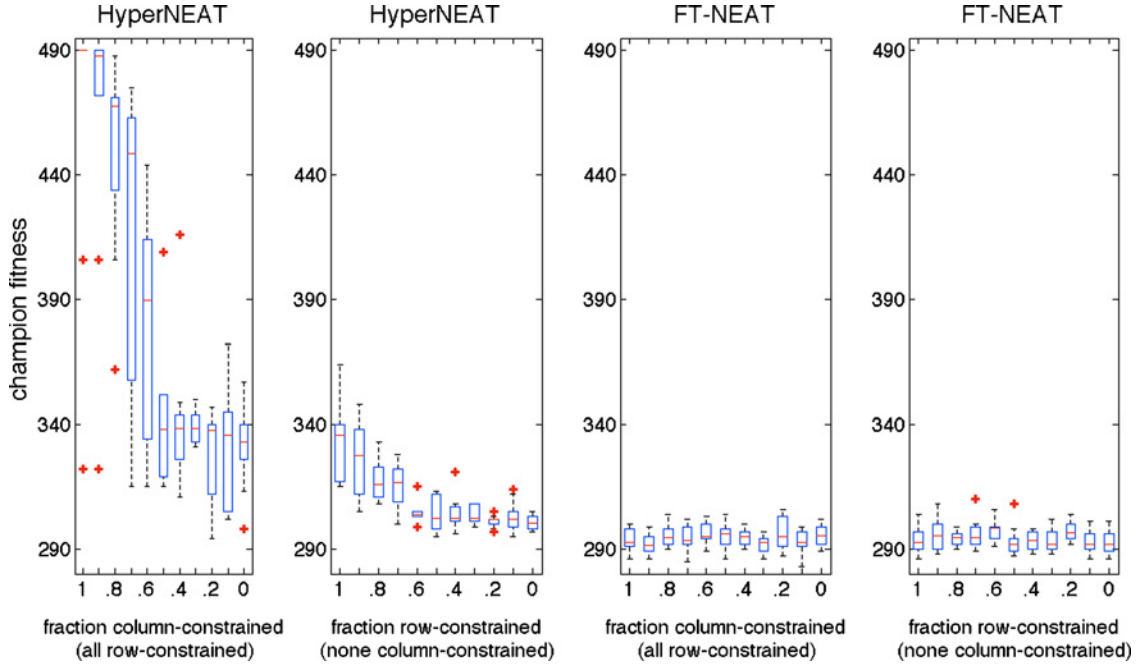 HyperNEAT
HyperNEAT
FT-NEAT
FT-NEAT
champion fitness
490
440
390
340
290
1 .8 .6 .4 .2 0
fraction column-constrained
(all row-constrained)
490
440
390
340
290
1 .8 .6 .4 .2 0
fraction row-constrained
(none column-constrained)
490
440
390
340
290
1 .8 .6 .4 .2 0
fraction column-constrained
(all row-constrained)
490
440
390
340
290
1 .8 .6 .4 .2 0
fraction row-constrained
(none column-constrained)